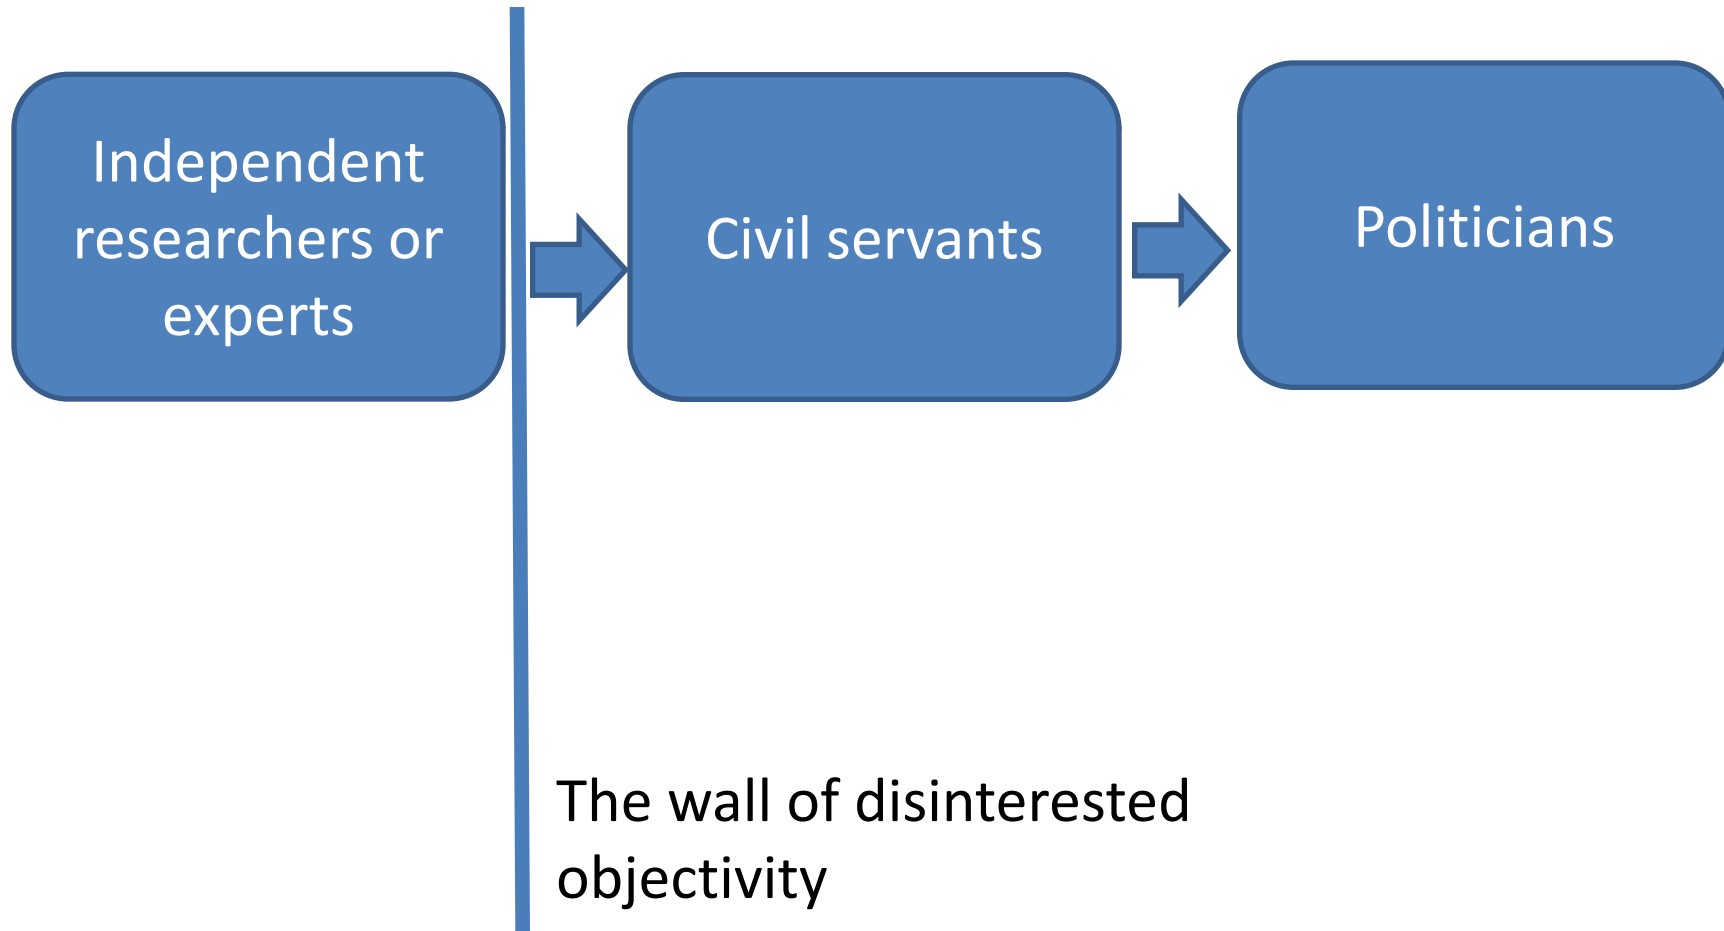 Independent
researchers or
experts
Civil servants
Politicians
The wall of disinterested
objectivity